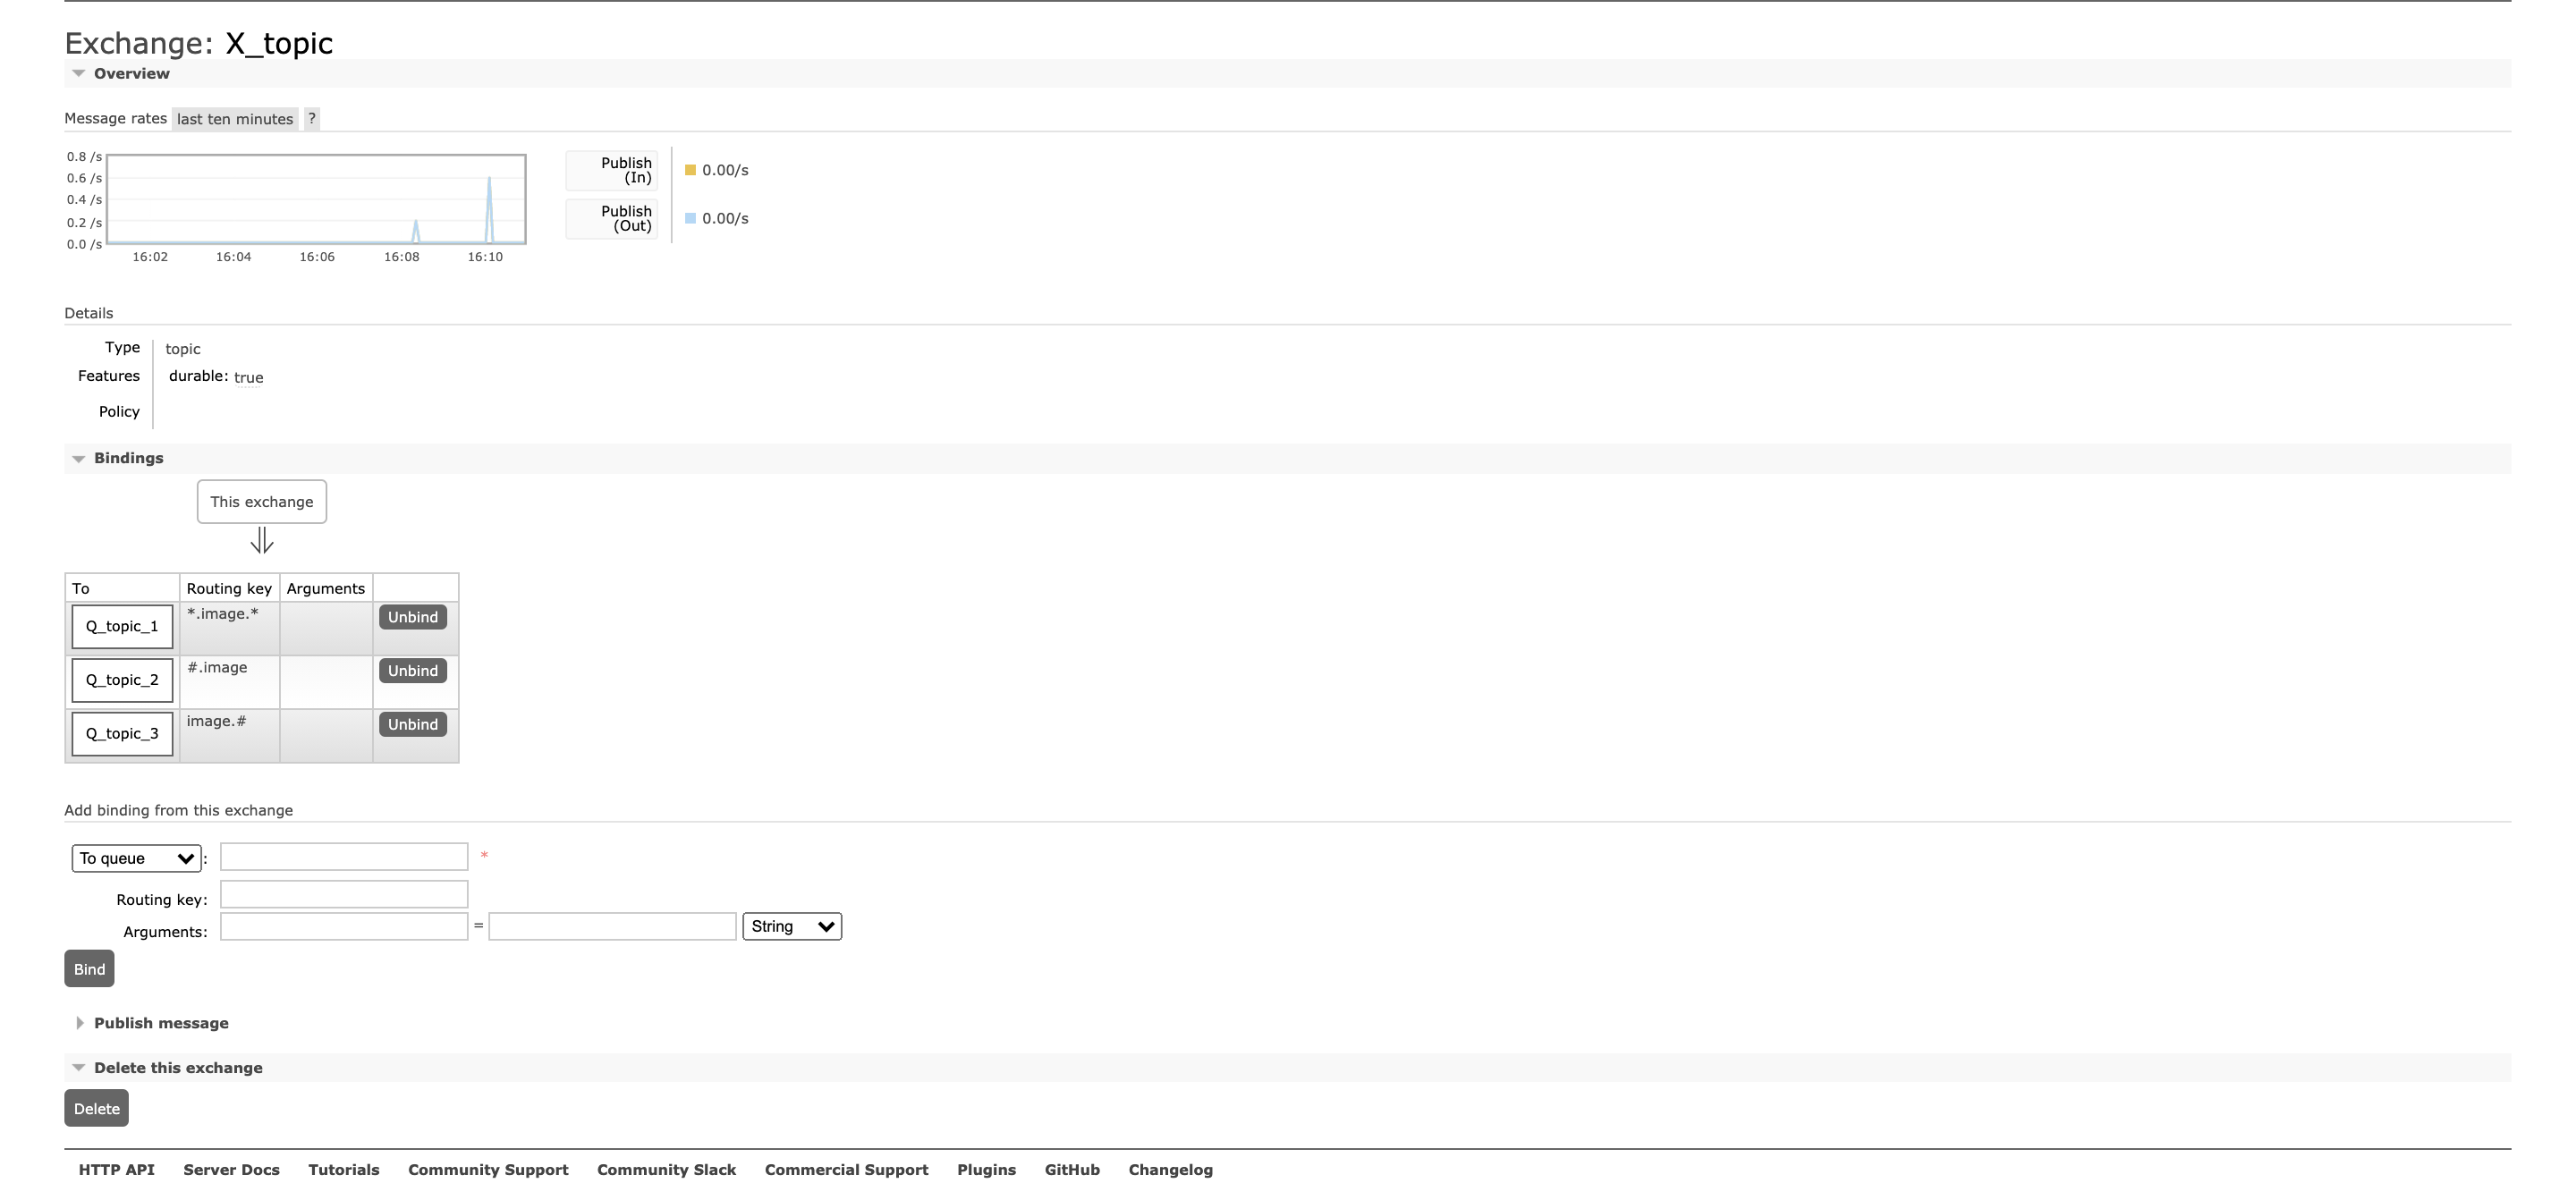 Exchange: X_topic
Overview
Message rates last ten minutes ?
0.8 /s
0.6 /s
0.4 /s
0.2 /s
0.0 /s
16:02 16:04 16:06 16:08 16:10
Publish
(In)
0.00/s
Publish
(Out)
0.00/s
Details
Type topic
Features durable: true
Policy
Bindings
This exchange
⇓
To Routing key Arguments
Q_topic_1 *.image.* Unbind
Q_topic_2 #.image Unbind
Q_topic_3 image.# Unbind
Add binding from this exchange
To queue : *
Routing key:
Arguments: = String
Bind
Publish message
Delete this exchange
Delete
HTTP API Server Docs Tutorials Community Support Community Slack Commercial Support Plugins GitHub Changelog